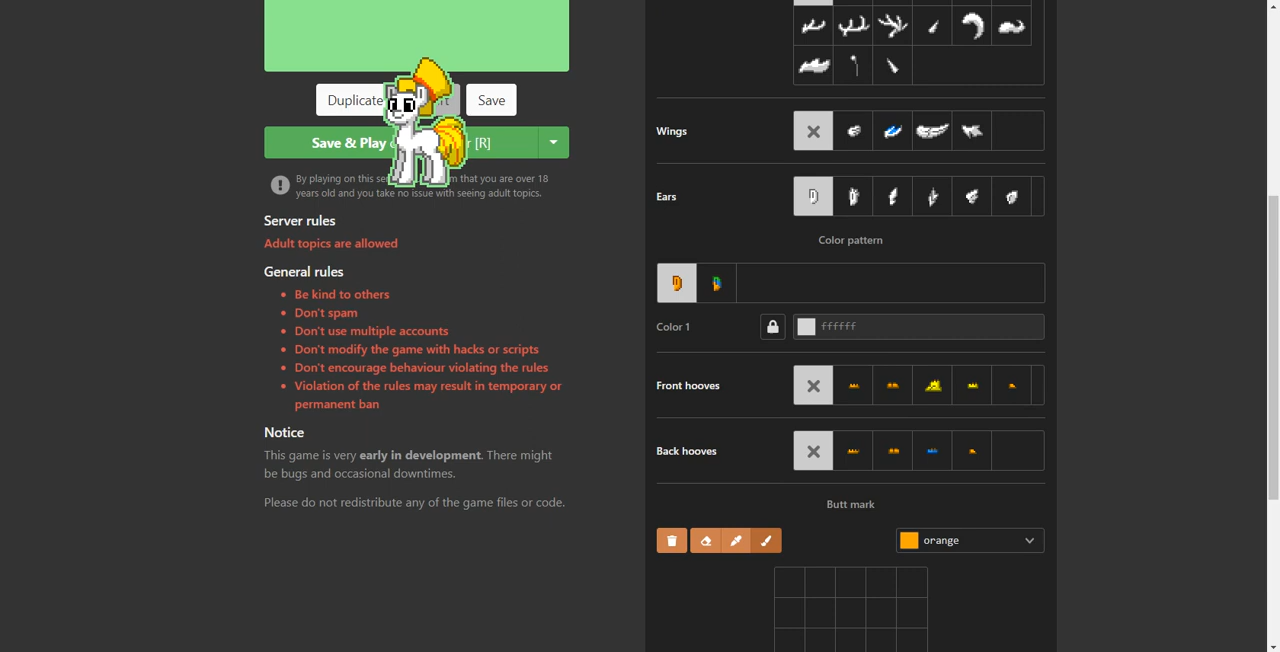 Duplicate
Save
Save & Play
r [R]
By playing on this se
m that you are over 18
years old and you take no issue with seeing adult topics.
Server rules
Adult topics are allowed
General rules
Be kind to others
Don't spam
Don't use multiple accounts
Don't modify the game with hacks or scripts
Don't encourage behaviour violating the rules
Violation of the rules may result in temporary or
permanent ban
Notice
This game is very early in development. There might
be bugs and occasional downtimes.
Please do not redistribute any of the game files or code.
Wings
Ears
Color pattern
Color 1
ffffff
Front hooves
Back hooves
Butt mark
orange